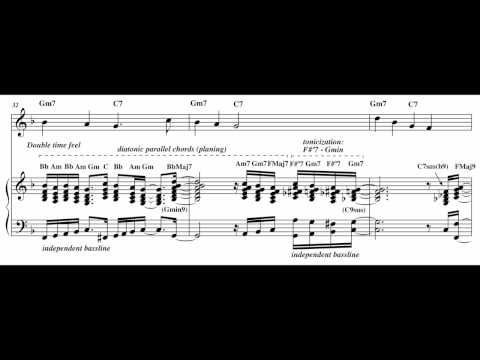 32 Gm7 C7 Gm7 C7 Gm7 C7
Double time feel diatonic parallel chords (planing) tonicization:
F#°7 - Gmin
Bb Am Bb Am Gm C Bb Am Gm BbMaj7 Am7 Gm7 FMaj7 F#°7 Gm7 F#°7 Gm7 C7sus(b9) FMaj9
(Gmin9) (C9sus)
independent bassline independent bassline